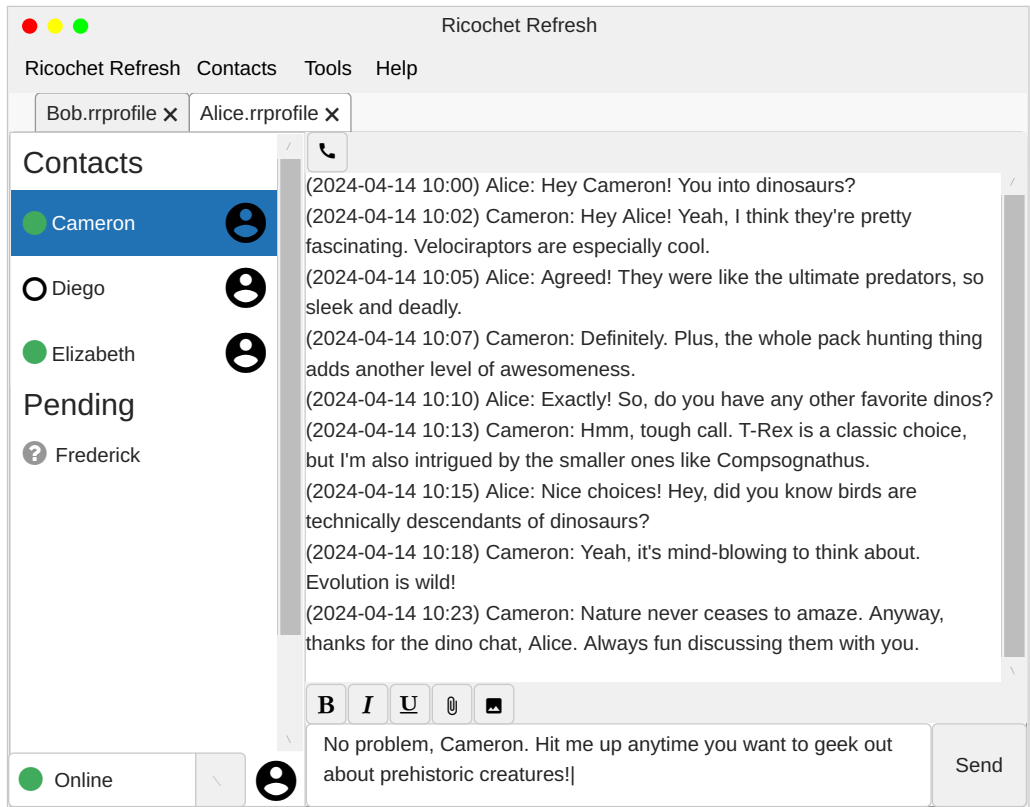 Ricochet Refresh
Ricochet Refresh Contacts Tools Help
Bob.rrprofile Alice.rrprofile
Contacts
Cameron
Diego
Elizabeth
Pending
Frederick
Online
(2024-04-14 10:00) Alice: Hey Cameron! You into dinosaurs?
(2024-04-14 10:02) Cameron: Hey Alice! Yeah, I think they're pretty
fascinating. Velociraptors are especially cool.
(2024-04-14 10:05) Alice: Agreed! They were like the ultimate predators, so
sleek and deadly.
(2024-04-14 10:07) Cameron: Definitely. Plus, the whole pack hunting thing
adds another level of awesomeness.
(2024-04-14 10:10) Alice: Exactly! So, do you have any other favorite dinos?
(2024-04-14 10:13) Cameron: Hmm, tough call. T-Rex is a classic choice,
but I'm also intrigued by the smaller ones like Compsognathus.
(2024-04-14 10:15) Alice: Nice choices! Hey, did you know birds are
technically descendants of dinosaurs?
(2024-04-14 10:18) Cameron: Yeah, it's mind-blowing to think about.
Evolution is wild!
(2024-04-14 10:23) Cameron: Nature never ceases to amaze. Anyway,
thanks for the dino chat, Alice. Always fun discussing them with you.
B I U
No problem, Cameron. Hit me up anytime you want to geek out
about prehistoric creatures!
Send